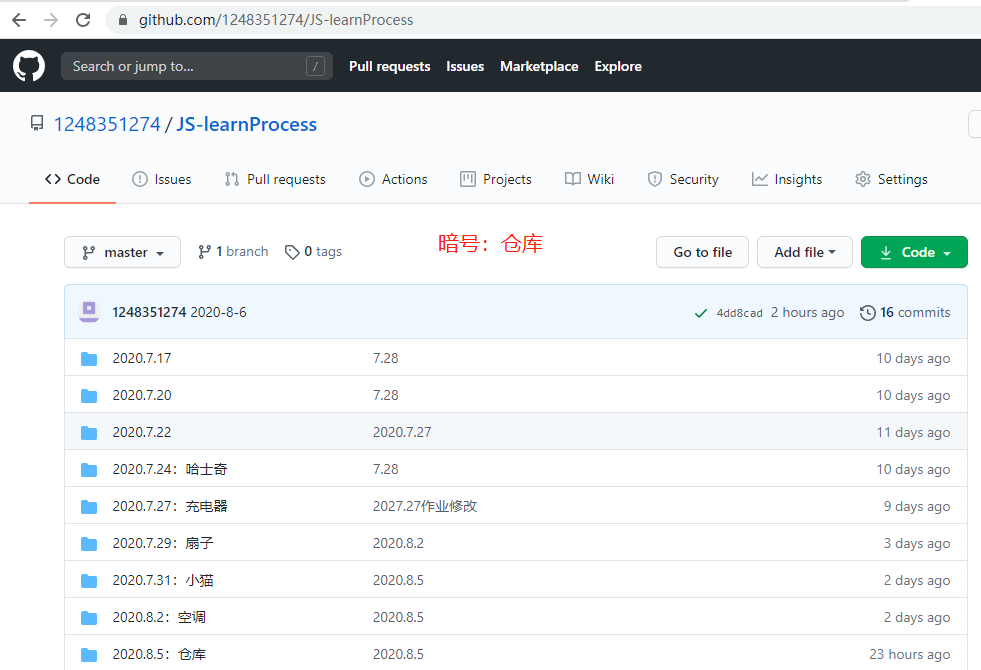 github.com/1248351274/JS-learnProcess
Search or jump to... / Pull requests Issues Marketplace Explore
1248351274 / JS-learnProcess
Code Issues Pull requests Actions Projects Wiki Security Insights Settings
暗号：仓库
master 1 branch 0 tags Go to file Add file Code
1248351274 2020-8-6 4dd8cad 2 hours ago 16 commits
2020.7.17 7.28 10 days ago
2020.7.20 7.28 10 days ago
2020.7.22 2020.7.27 11 days ago
2020.7.24：哈士奇 7.28 10 days ago
2020.7.27：充电器 2027.27作业修改 9 days ago
2020.7.29：扇子 2020.8.2 3 days ago
2020.7.31：小猫 2020.8.5 2 days ago
2020.8.2：空调 2020.8.5 2 days ago
2020.8.5：仓库 2020.8.5 23 hours ago